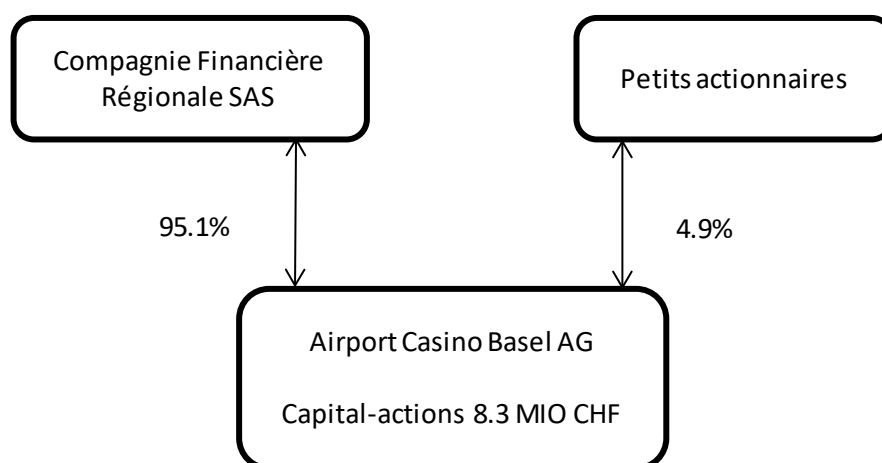 Compagnie Financière
Régionale SAS
Petits actionnaires
95.1%
4.9%
Airport Casino Basel AG
Capital-actions 8.3 MIO CHF